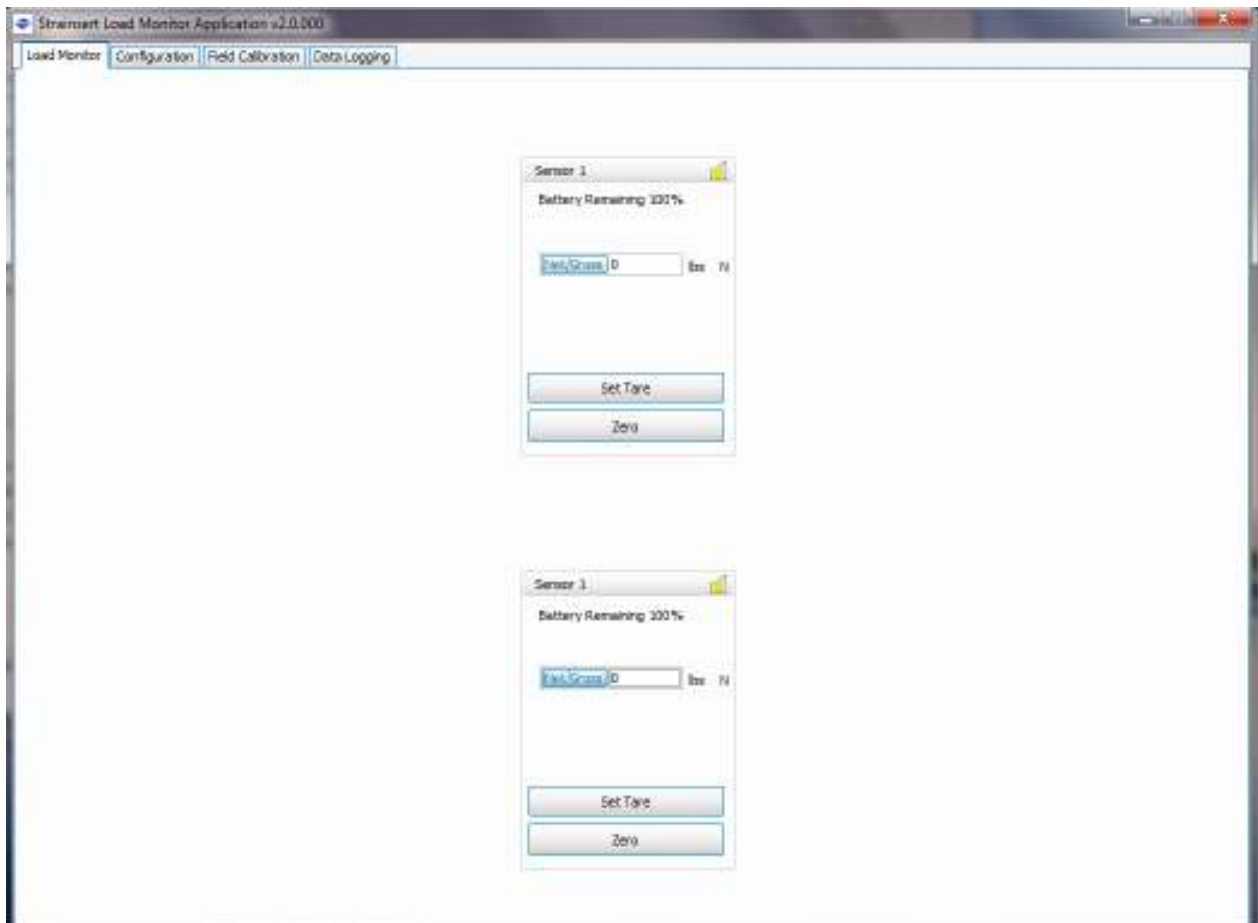 Strainsert Load Monitor Application v2.0.000
Load Monitor Configuration Field Calibration Data Logging
Sensor 1
Battery Remaining 100%
Net/Gross 0 lbs N
Set Tare
Zero
Sensor 1
Battery Remaining 100%
Net/Gross 0 lbs N
Set Tare
Zero